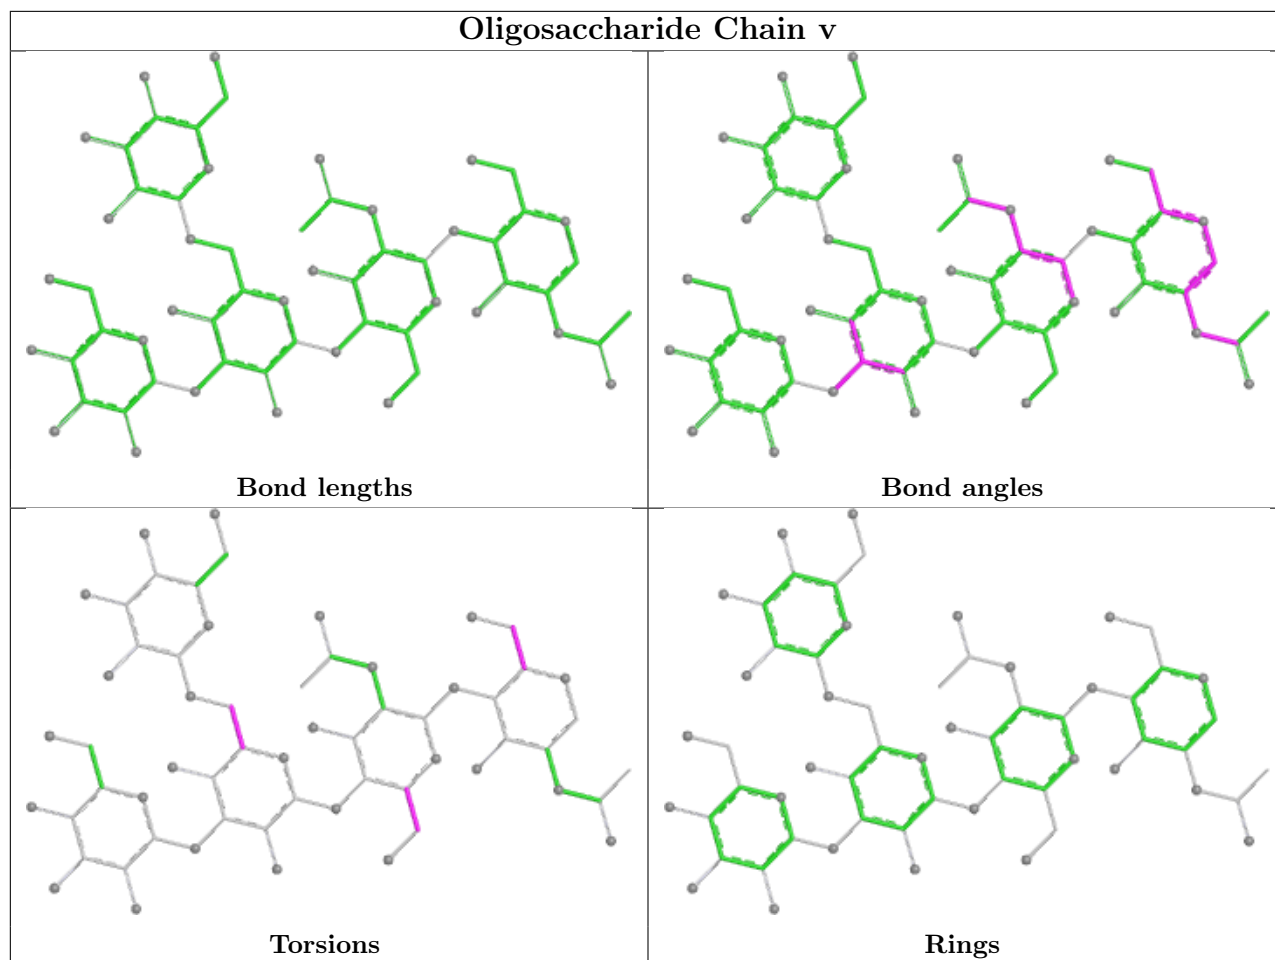 Oligosaccharide Chain v
Bond lengths
Bond angles
Torsions
Rings